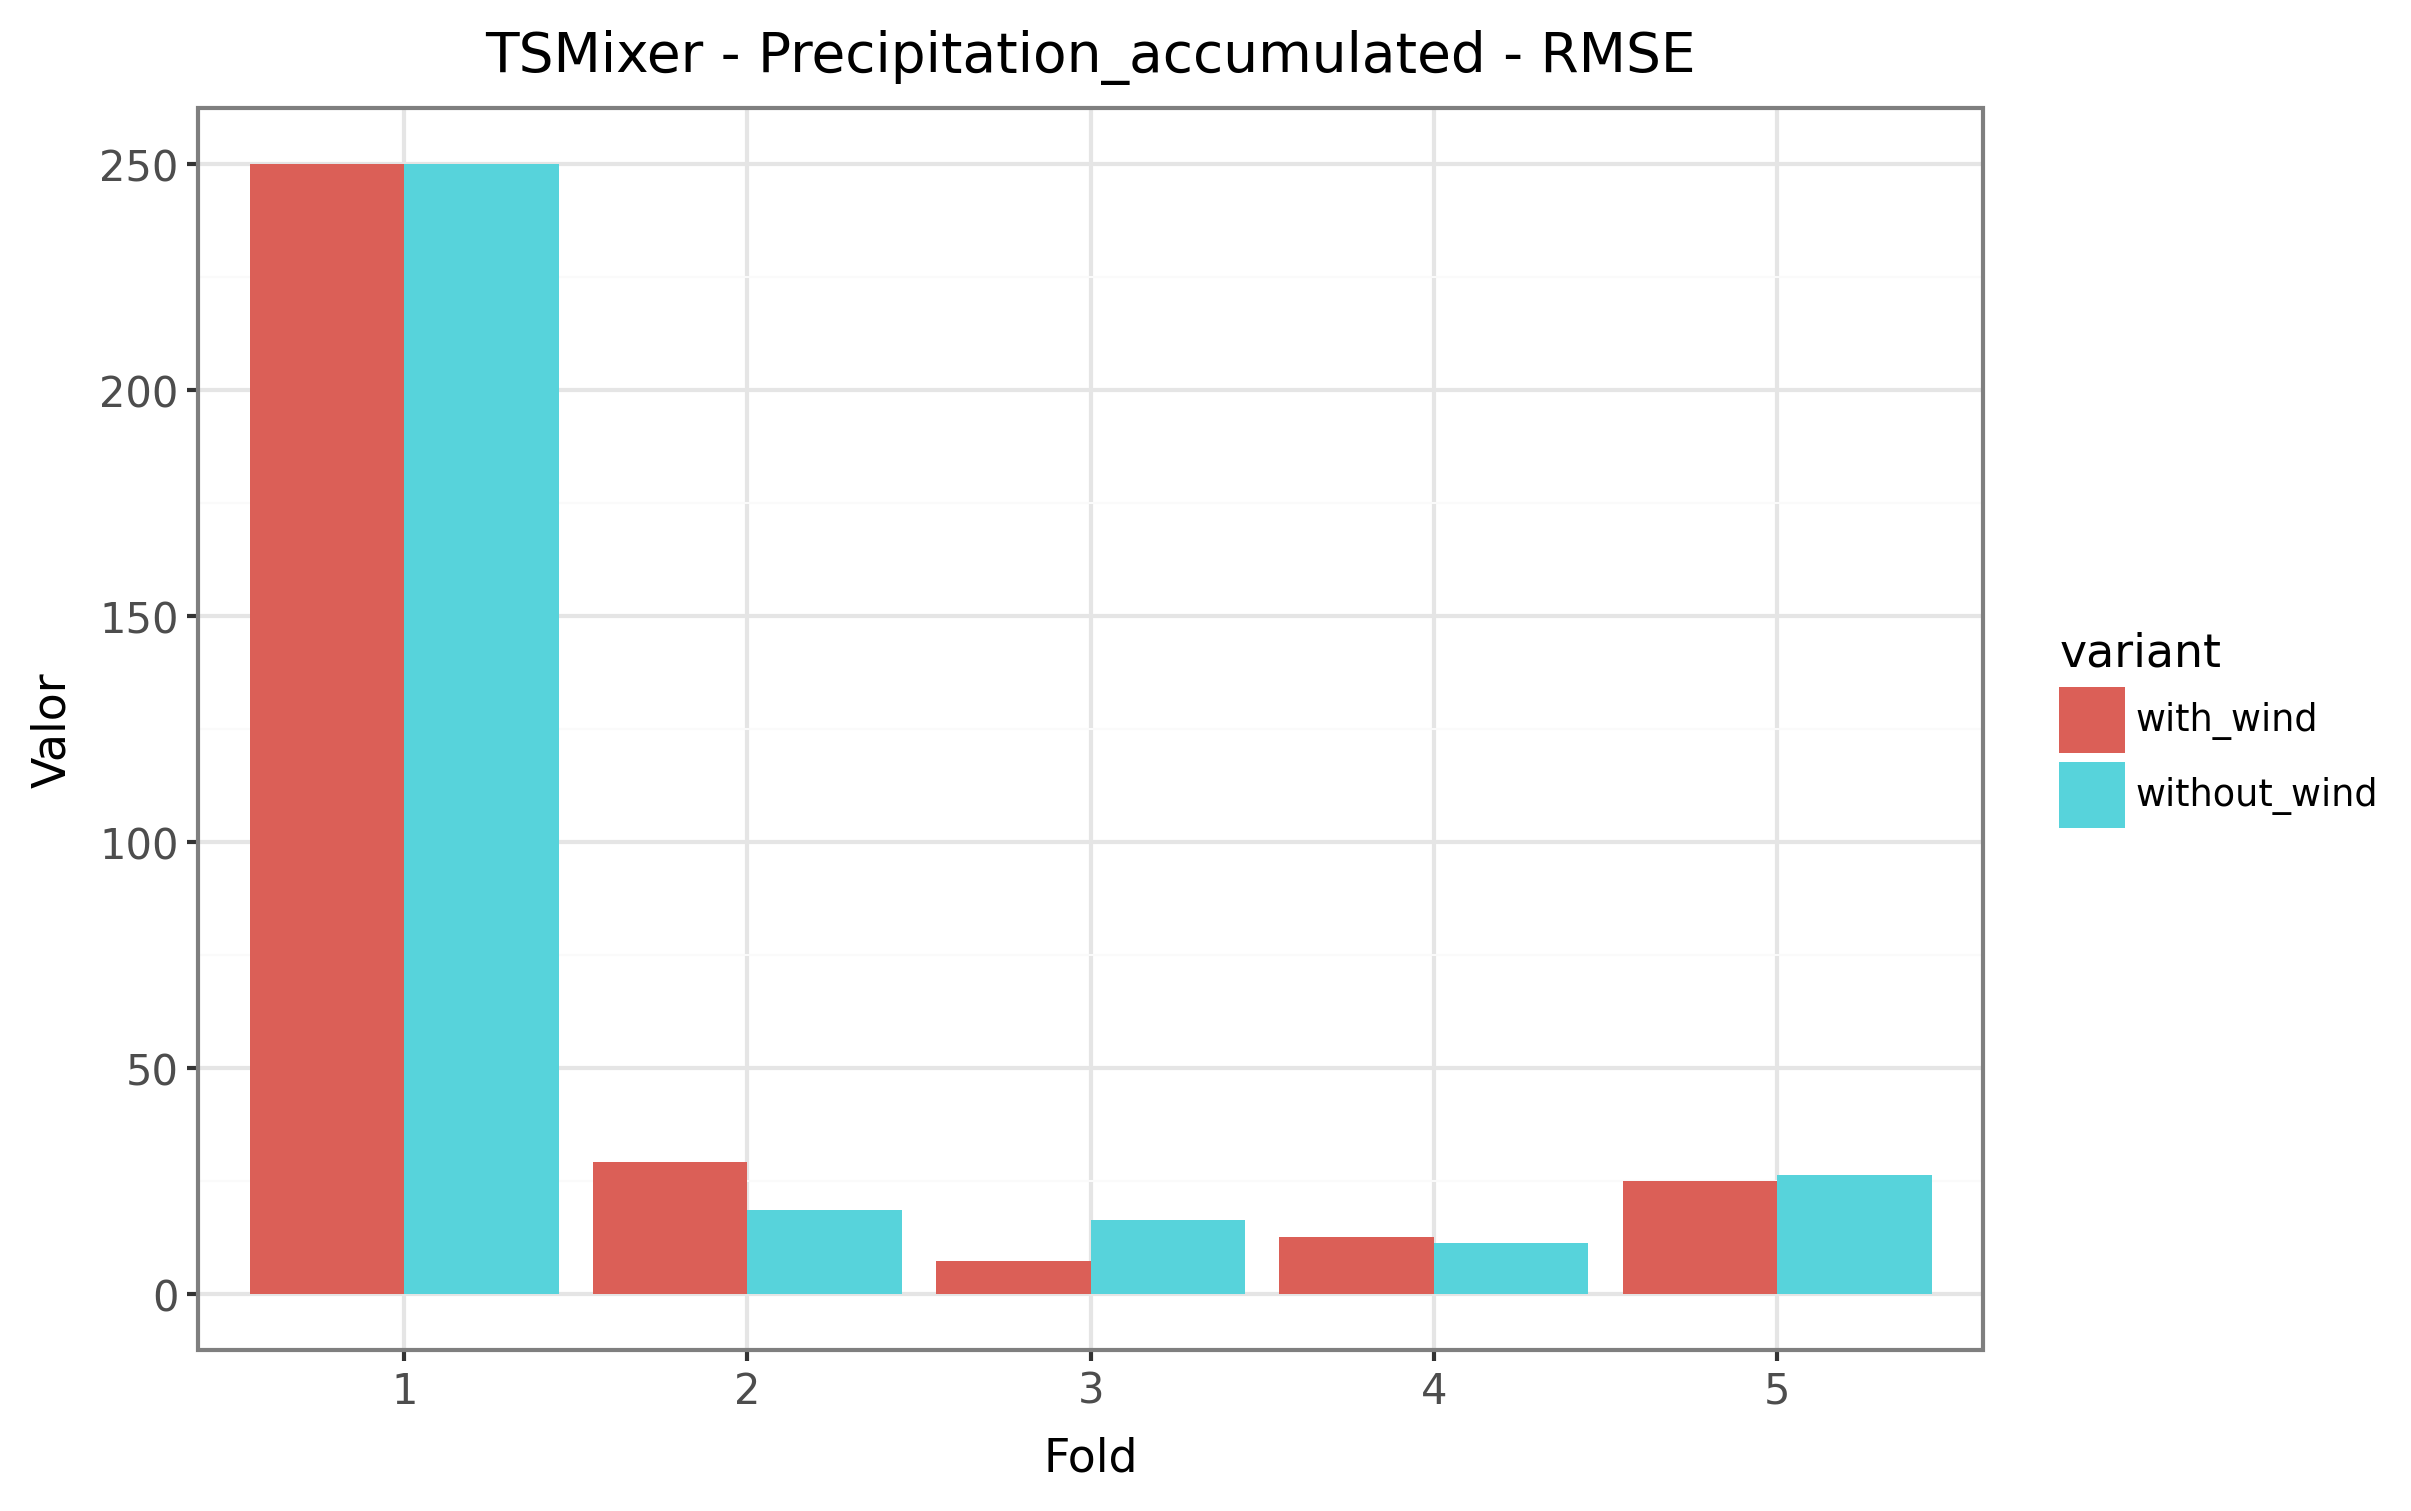 TSMixer - Precipitation_accumulated - RMSE
250
200
150
100
50
0
Valor
1 2 3 4 5
Fold
variant
with_wind
without_wind